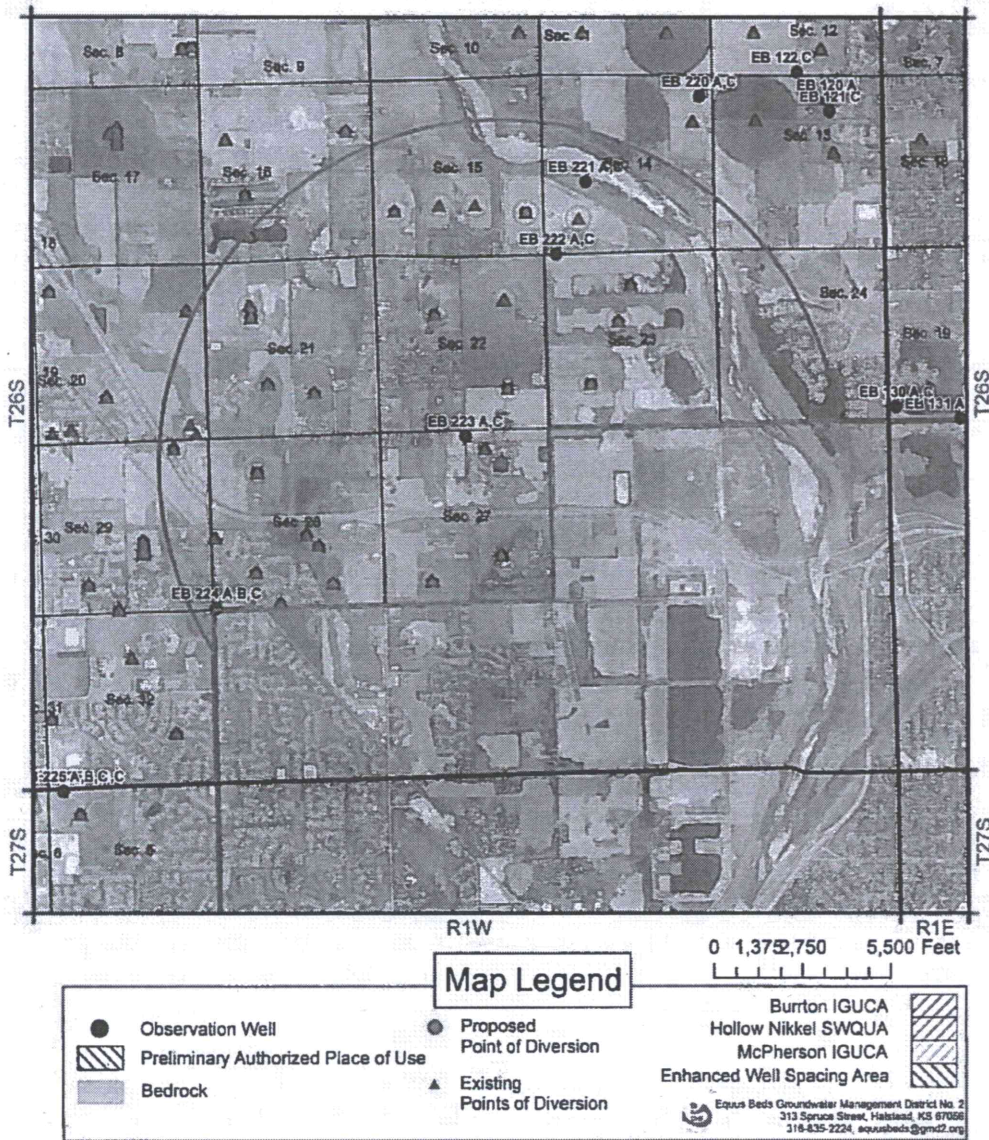 Sec. 8
Sec. 9
Sec. 10
Sec. 12
Sec. 7
EB 122 C
EB 220 A,C
EB 120 A
EB 121 C
Sec. 13
Sec. 18
Sec. 17
Sec. 16
Sec. 15
Sec. 14
EB 221 A,
EB 222 A,C
18
Sec. 24
Sec. 21
Sec. 22
Sec. 23
Sec. 19
19
Sec. 20
T26S
T26S
EB 130 A,C
EB 131 A
EB 223 A,C
Sec. 29
30
Sec. 27
EB 224 A,B,C
31
Sec. 32
225 A,B,C,C
T27S
T27S
Sec. 5
R1W
R1E
0 1,375 2,750 5,500 Feet
Map Legend
Observation Well
Preliminary Authorized Place of Use
Bedrock
Proposed
Point of Diversion
Existing
Points of Diversion
Burrton IGUCA
Hollow Nikkel SWQUA
McPherson IGUCA
Enhanced Well Spacing Area
Equus Beds Groundwater Management District No. 2
313 Spruce Street, Halstead, KS 67056
316-835-2224, equusbeds@gmd2.org